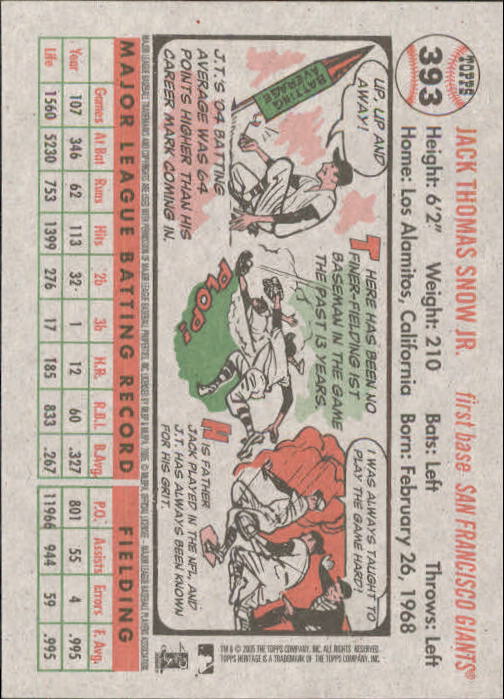 TOPPS
393
JACK THOMAS SNOW JR. first base SAN FRANCISCO GIANTS®
Height: 6'2" Weight: 210 Bats: Left Throws: Left
Home: Los Alamitos, California Born: February 26, 1968
UP, UP AND
AWAY!
BATTING
AVERAGE
J.T.'S '04 BATTING
AVERAGE WAS 64
POINTS HIGHER THAN HIS
CAREER MARK COMING IN.
THERE HAS BEEN NO
FINER-FIELDING 1ST
BASEMAN IN THE GAME
THE PAST 13 YEARS.
PLOP!
I WAS ALWAYS TAUGHT TO
PLAY THE GAME HARD!
HIS FATHER
JACK PLAYED IN THE NFL, AND
J.T. HAS ALWAYS BEEN KNOWN
FOR HIS GRIT.
TM & © 2005 THE TOPPS COMPANY, INC. ALL RIGHTS RESERVED.
TOPPS HERITAGE IS A TRADEMARK OF THE TOPPS COMPANY, INC.
MAJOR LEAGUE BATTING RECORD FIELDING
Games At Bat Runs Hits 2b 3b H.R. R.B.I. B.Avg. P.O. Assists Errors F. Avg.
Year 107 346 62 113 32 1 12 60 .327 801 55 4 .995
Life 1560 5230 753 1399 276 17 185 833 .267 11966 944 59 .995